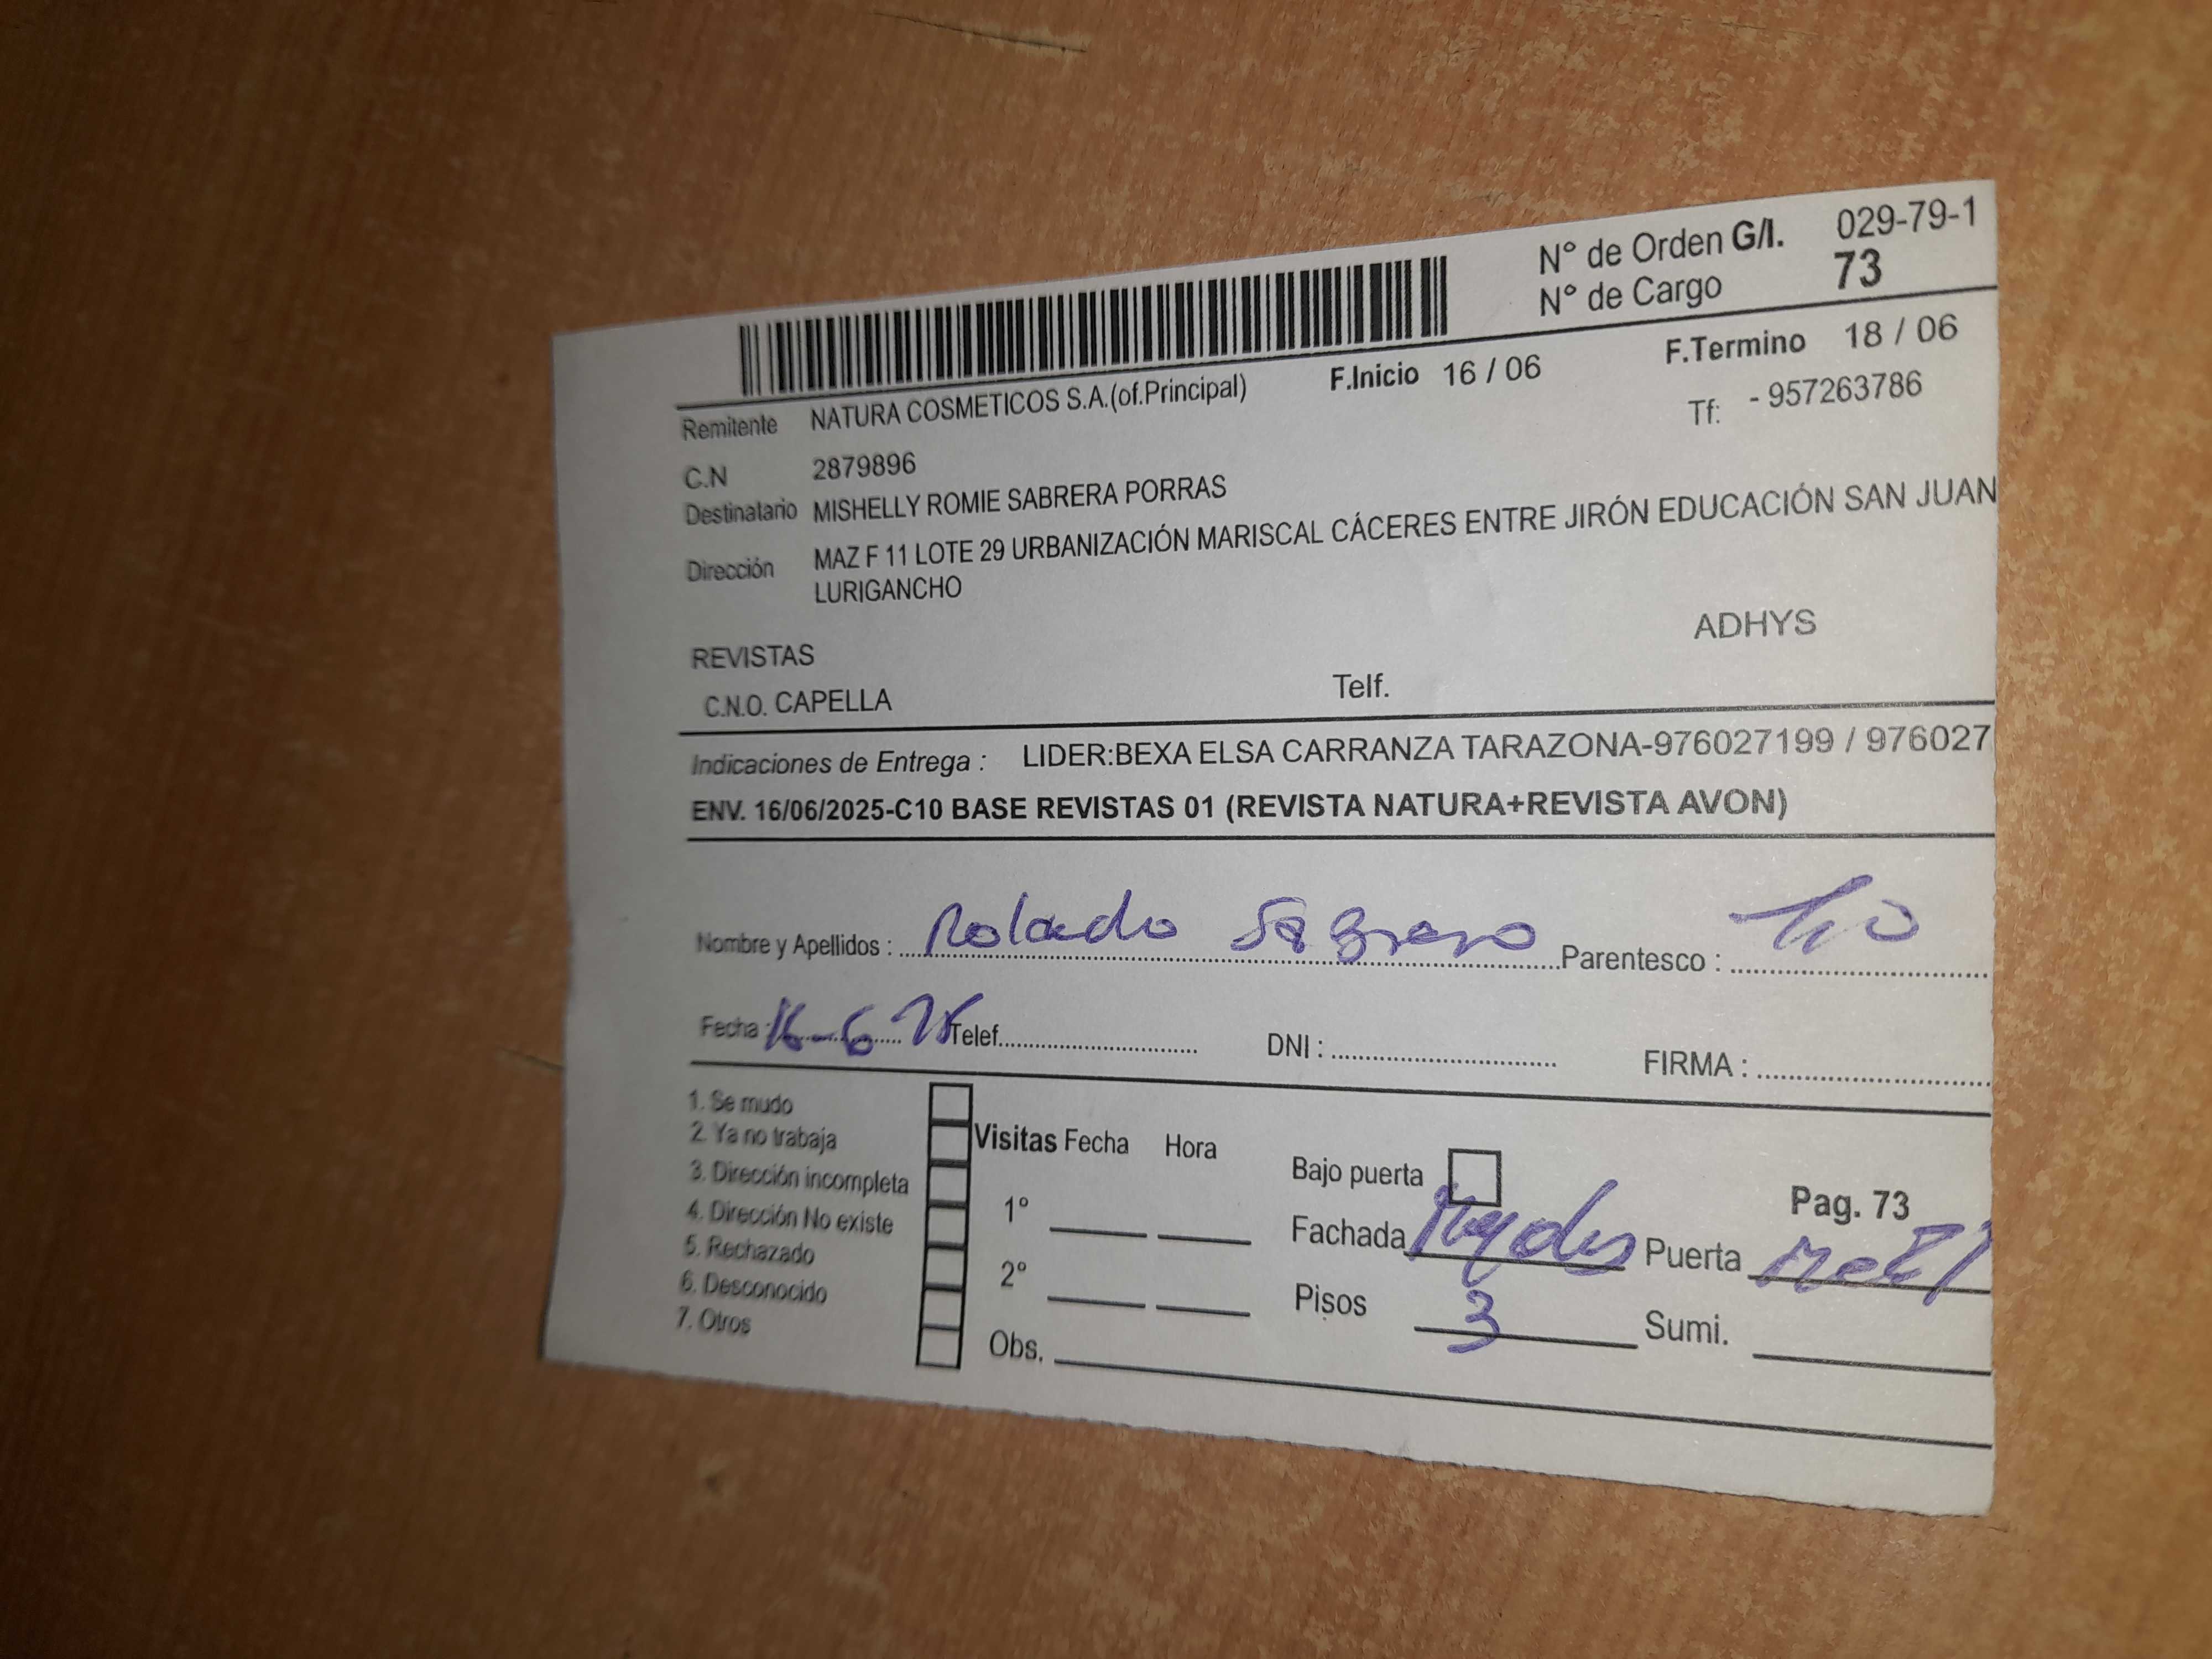 N° de Orden G/I. 029-79-1
N° de Cargo 73
F.Inicio 16 / 06 F.Termino 18 / 06
Remitente NATURA COSMETICOS S.A.(of.Principal) Tf: - 957263786
C.N 2879896
Destinatario MISHELLY ROMIE SABRERA PORRAS
Dirección MAZ F 11 LOTE 29 URBANIZACIÓN MARISCAL CÁCERES ENTRE JIRÓN EDUCACIÓN SAN JUAN
LURIGANCHO
ADHYS
REVISTAS
C.N.O. CAPELLA Telf.
Indicaciones de Entrega : LIDER:BEXA ELSA CARRANZA TARAZONA-976027199 / 976027
ENV. 16/06/2025-C10 BASE REVISTAS 01 (REVISTA NATURA+REVISTA AVON)
Nombre y Apellidos : Rolando Sabrera Parentesco : Tio
Fecha : 16-6 25 Telef. DNI : FIRMA :
1. Se mudo
2. Ya no trabaja
3. Dirección incompleta
4. Dirección No existe
5. Rechazado
6. Desconocido
7. Otros
Visitas Fecha Hora
1°
2°
Obs.
Bajo puerta Pag. 73
Fachada Puerta
Pisos 3 Sumi.